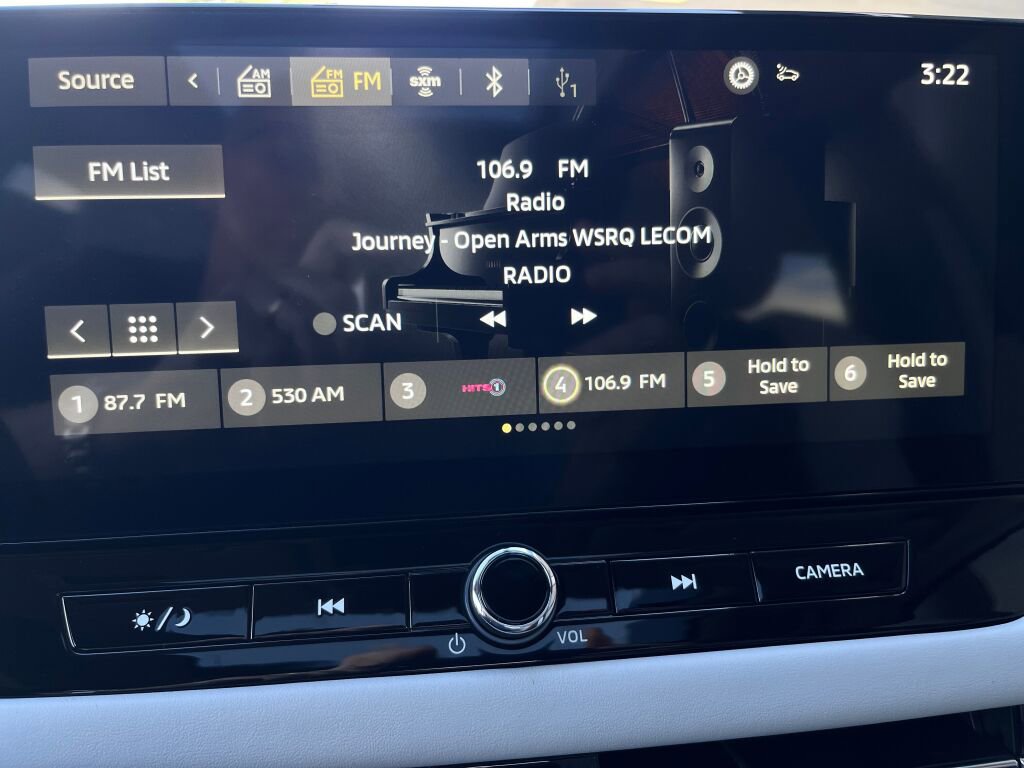 Source
AM
FM FM
sxm
1
3:22
FM List
106.9 FM
Radio
Journey - Open Arms WSRQ LECOM
RADIO
SCAN
1 87.7 FM
2 530 AM
3 HITS1
4 106.9 FM
5 Hold to
Save
6 Hold to
Save
CAMERA
VOL